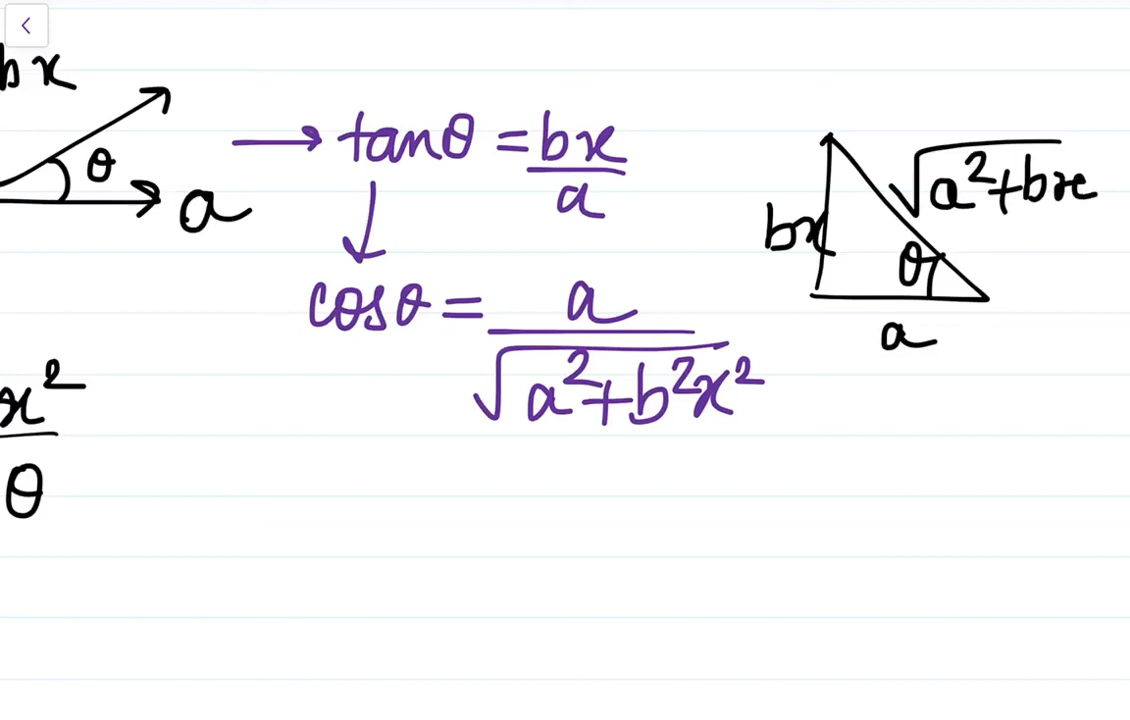 bx
θ
a
→ tanθ = bx/a
↓
cosθ = a/√(a²+b²x²)
x²
θ
bx
√(a²+bx
θ
a